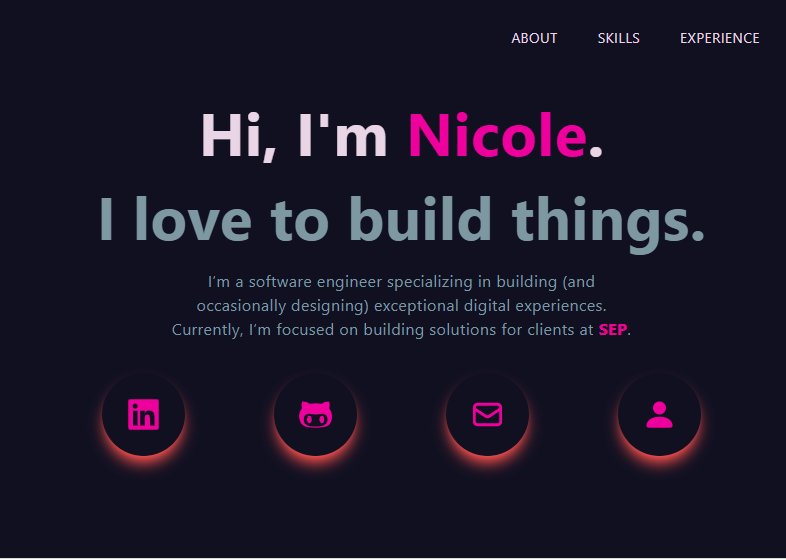 ABOUT SKILLS EXPERIENCE
Hi, I'm Nicole.
I love to build things.
I’m a software engineer specializing in building (and
occasionally designing) exceptional digital experiences.
Currently, I’m focused on building solutions for clients at SEP.
in